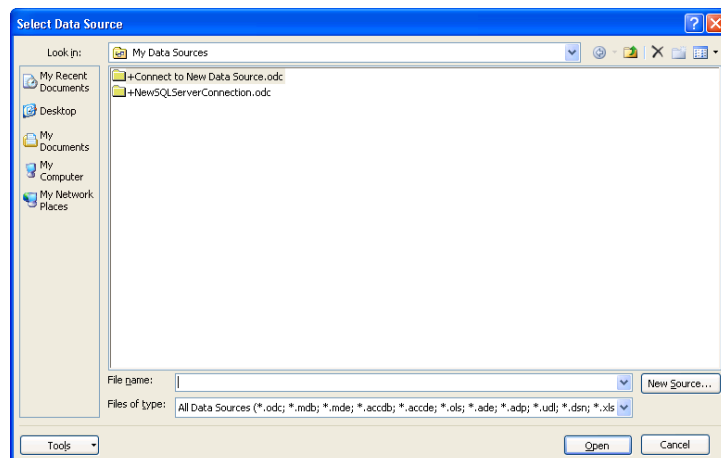 Select Data Source
Look in:
My Data Sources
My Recent
Documents
Desktop
My
Documents
My
Computer
My Network
Places
+Connect to New Data Source.odc
+NewSQLServerConnection.odc
File name:
New Source...
Files of type:
All Data Sources (*.odc; *.mdb; *.mde; *.accdb; *.accde; *.ols; *.ade; *.adp; *.udl; *.dsn; *.xls
Tools
Open
Cancel